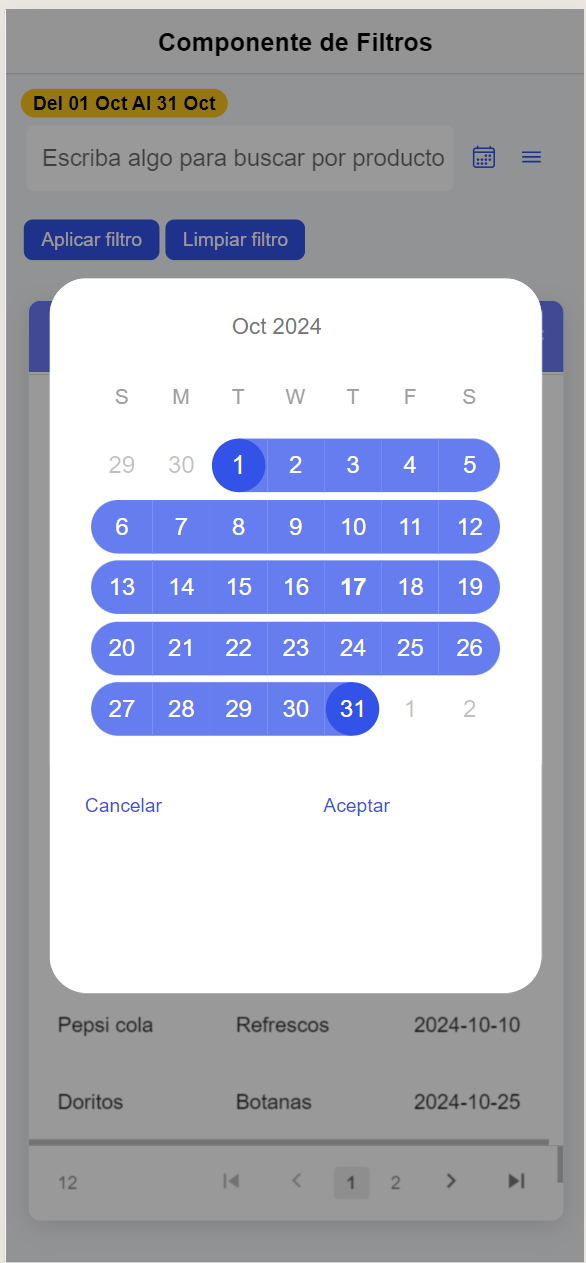 Componente de Filtros
Del 01 Oct Al 31 Oct
Escriba algo para buscar por producto
Aplicar filtro Limpiar filtro
Oct 2024
S M T W T F S
29 30 1 2 3 4 5
6 7 8 9 10 11 12
13 14 15 16 17 18 19
20 21 22 23 24 25 26
27 28 29 30 31 1 2
Cancelar Aceptar
Pepsi cola Refrescos 2024-10-10
Doritos Botanas 2024-10-25
12 1 2